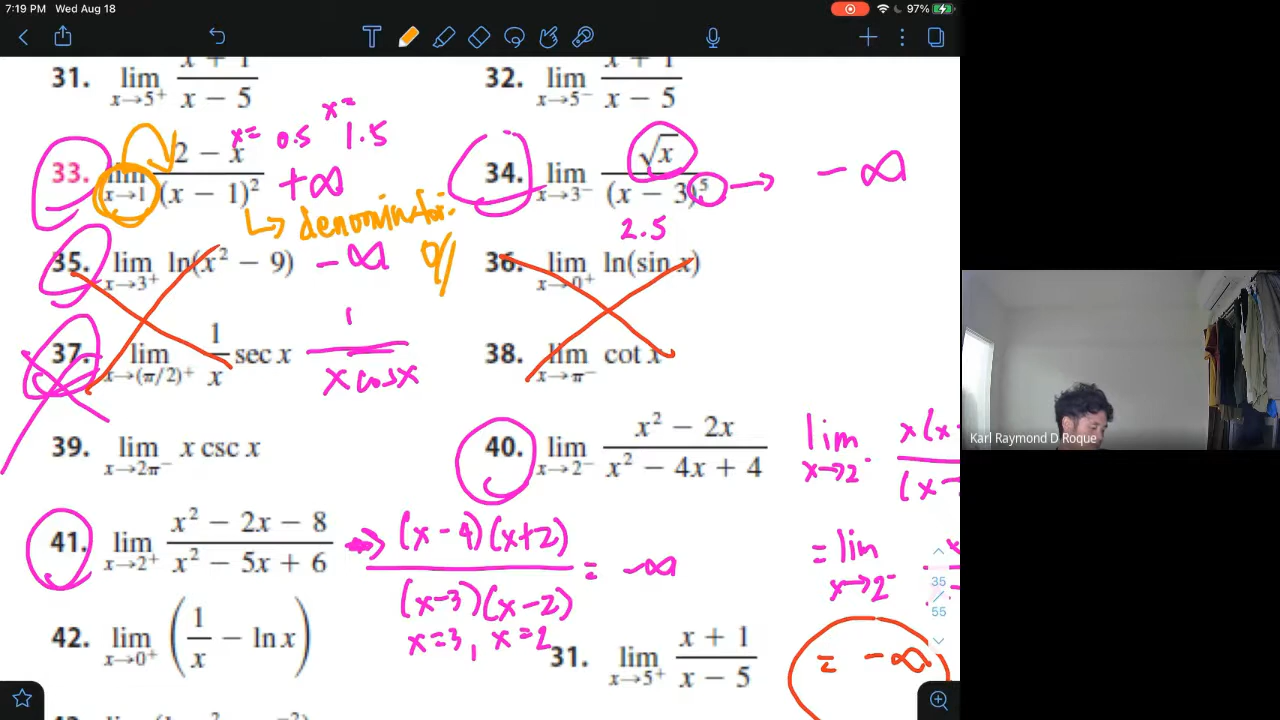 7:19 PM Wed Aug 18
97%
31. lim x→5⁺ (x + 1)/(x − 5)
32. lim x→5⁻ (x + 1)/(x − 5)
x= 0.5 x= 1.5
33. lim x→1 (2 − x)/(x − 1)² +∞
↳ denominator.
0/
34. lim x→3⁻ √x/(x − 3)⁵ → −∞
2.5
35. lim x→3⁺ ln(x² − 9) −∞
36. lim x→0⁺ ln(sin x)
37. lim x→(π/2)⁺ 1/x sec x 1/(x cosx)
38. lim x→π⁻ cot x
39. lim x→2π⁻ x csc x
40. lim x→2⁻ (x² − 2x)/(x² − 4x + 4) lim x→2⁻ x(x-/(x-
41. lim x→2⁺ (x² − 2x − 8)/(x² − 5x + 6) → (x-4)(x+2)/(x-3)(x-2) = -∞
x=3, x=2
= lim x→2⁻
= -∞
42. lim x→0⁺ (1/x − ln x)
31. lim x→5⁺ (x + 1)/(x − 5)
35
/
55
Karl Raymond D Roque